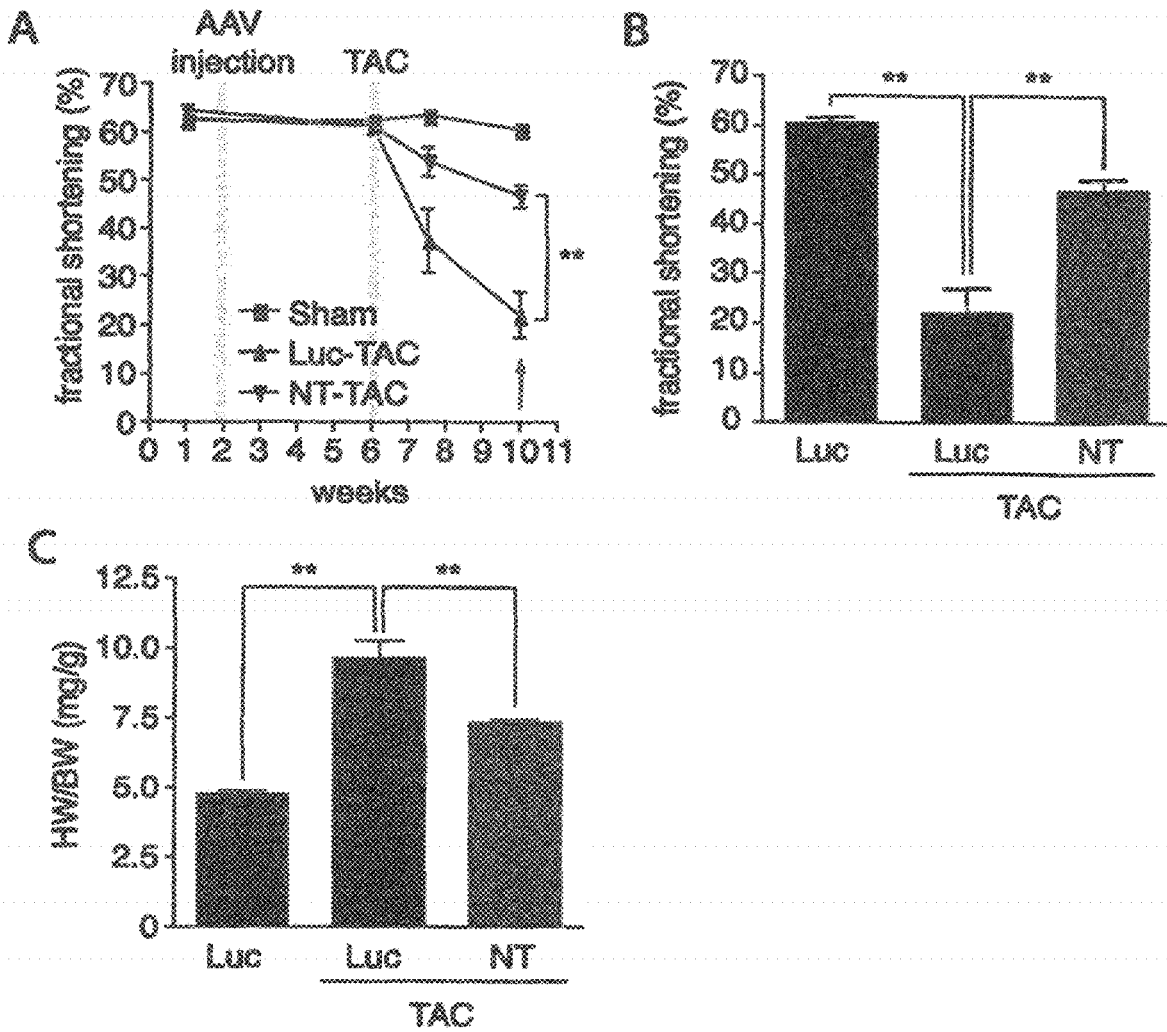 A
AAV
injection
TAC
fractional shortening (%)
70
60
50
40
30
20
10
0
Sham
Luc-TAC
NT-TAC
**
0 1 2 3 4 5 6 7 8 9 10 11
weeks
B
fractional shortening (%)
70
60
50
40
30
20
10
0
** **
Luc Luc NT
TAC
C
HW/BW (mg/g)
12.5
10.0
7.5
5.0
2.5
0
** **
Luc Luc NT
TAC